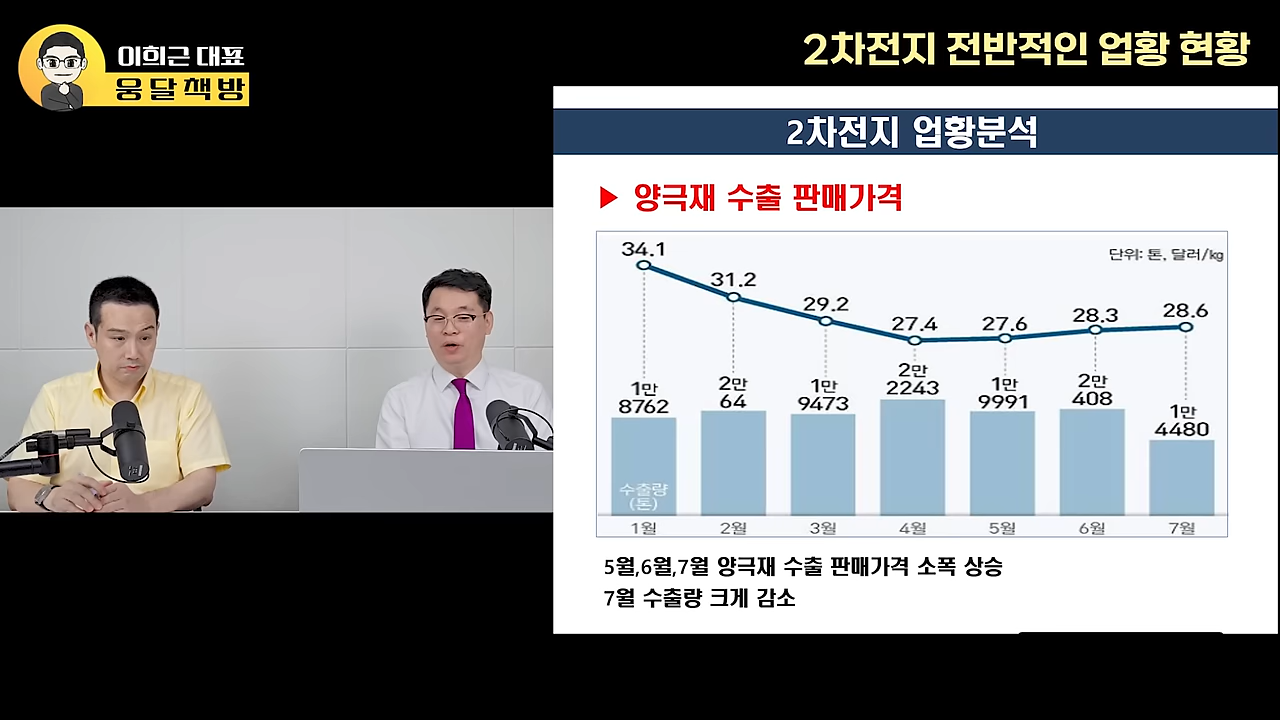 이희근 대표
웅달책방
2차전지 전반적인 업황 현황
2차전지 업황분석
▶ 양극재 수출 판매가격
단위: 톤, 달러/㎏
34.1
31.2
29.2
27.4
27.6
28.3
28.6
1만
8762
2만
64
1만
9473
2만
2243
1만
9991
2만
408
1만
4480
수출량
(톤)
1월
2월
3월
4월
5월
6월
7월
5월,6월,7월 양극재 수출 판매가격 소폭 상승
7월 수출량 크게 감소